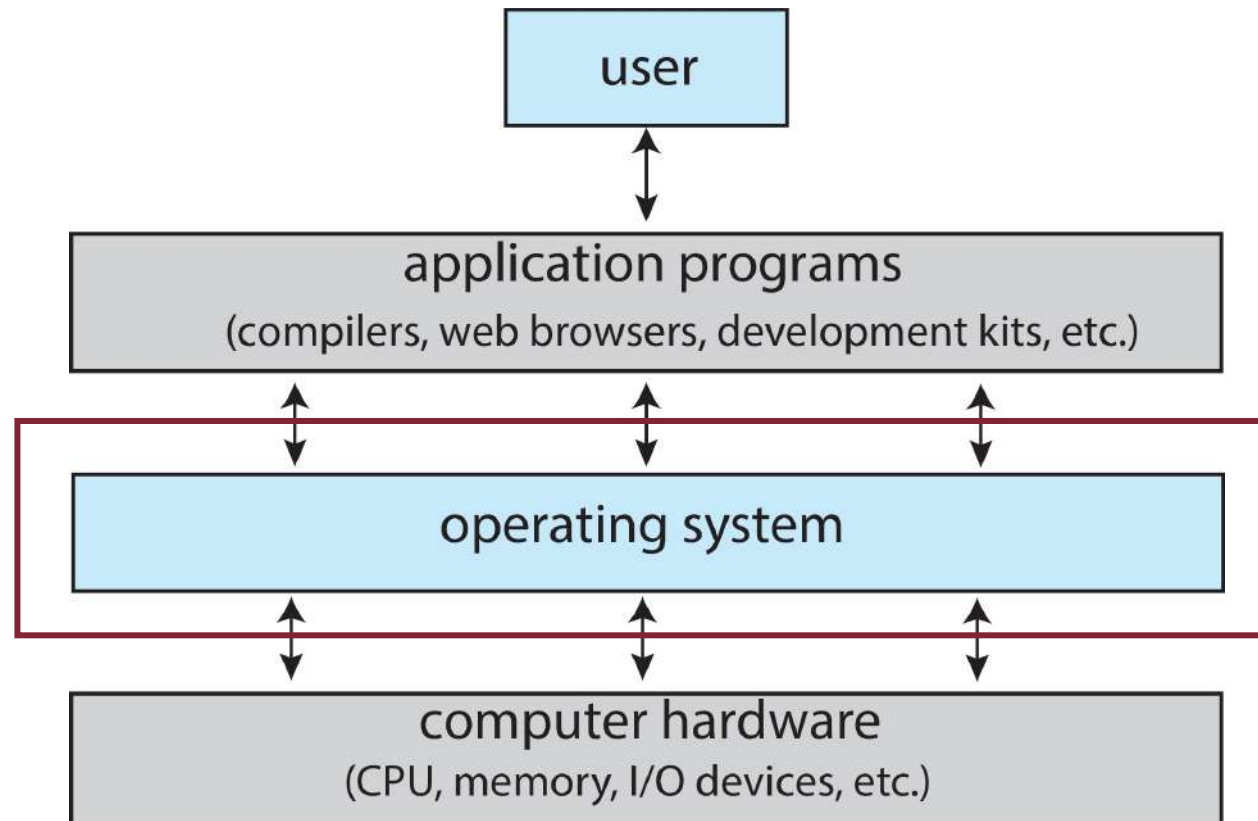 user
application programs
(compilers, web browsers, development kits, etc.)
operating system
computer hardware
(CPU, memory, I/O devices, etc.)